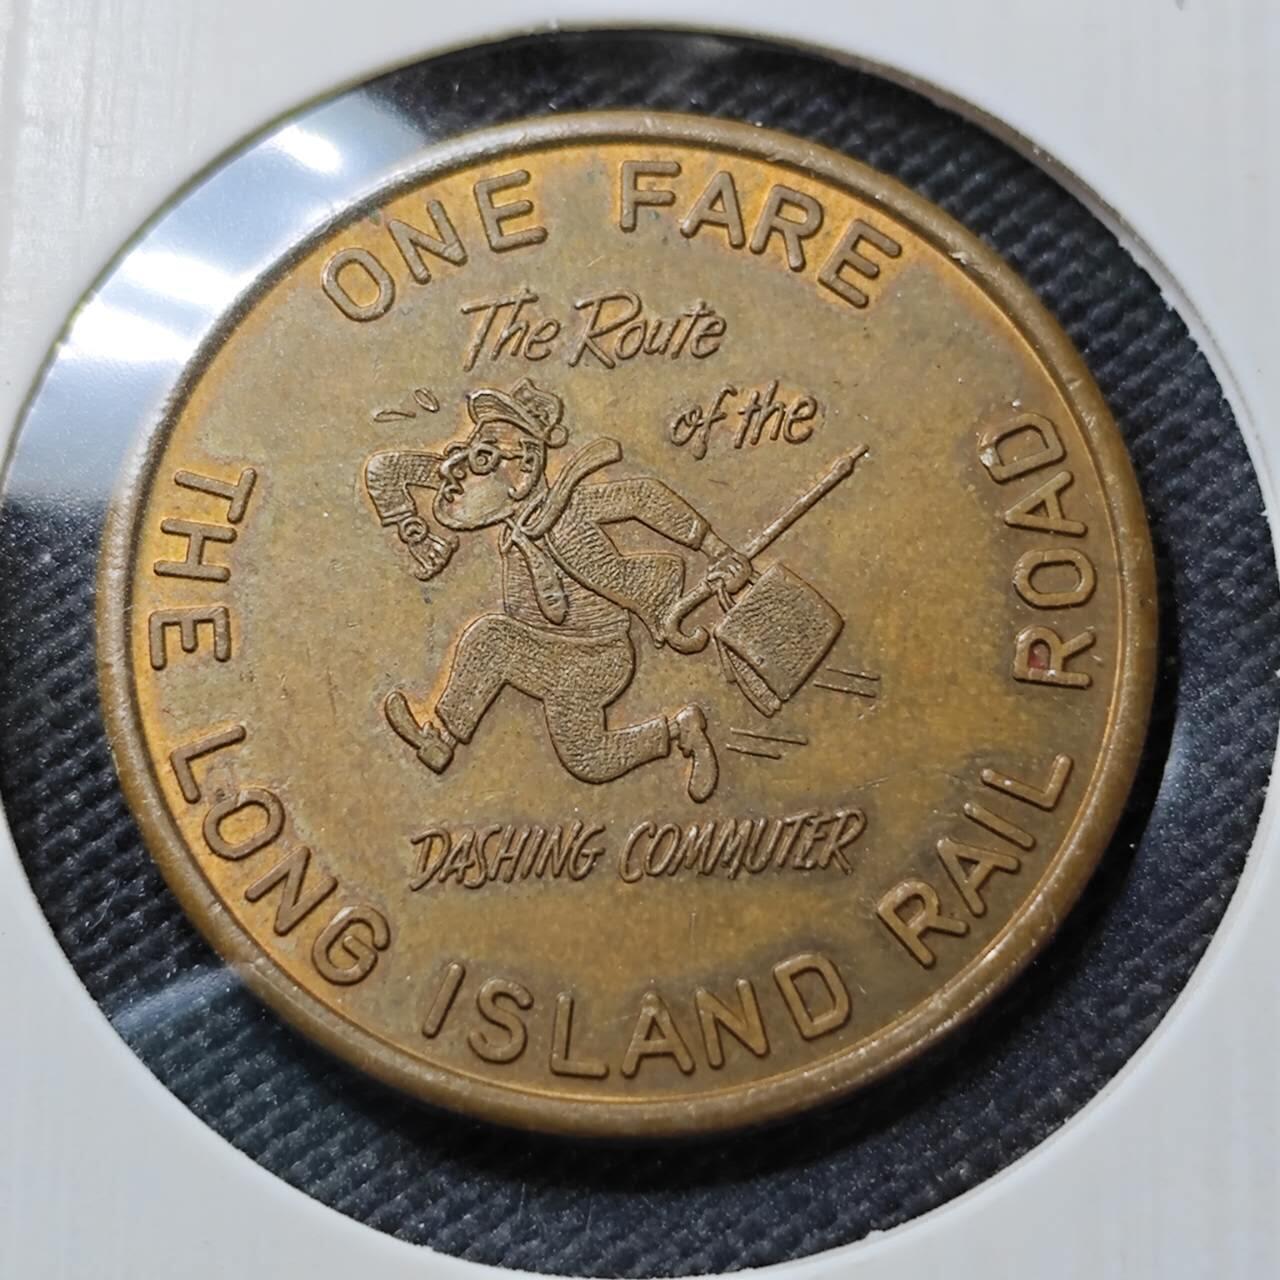 ONE FARE
The Route
of the
DASHING COMMUTER
THE LONG ISLAND RAIL ROAD